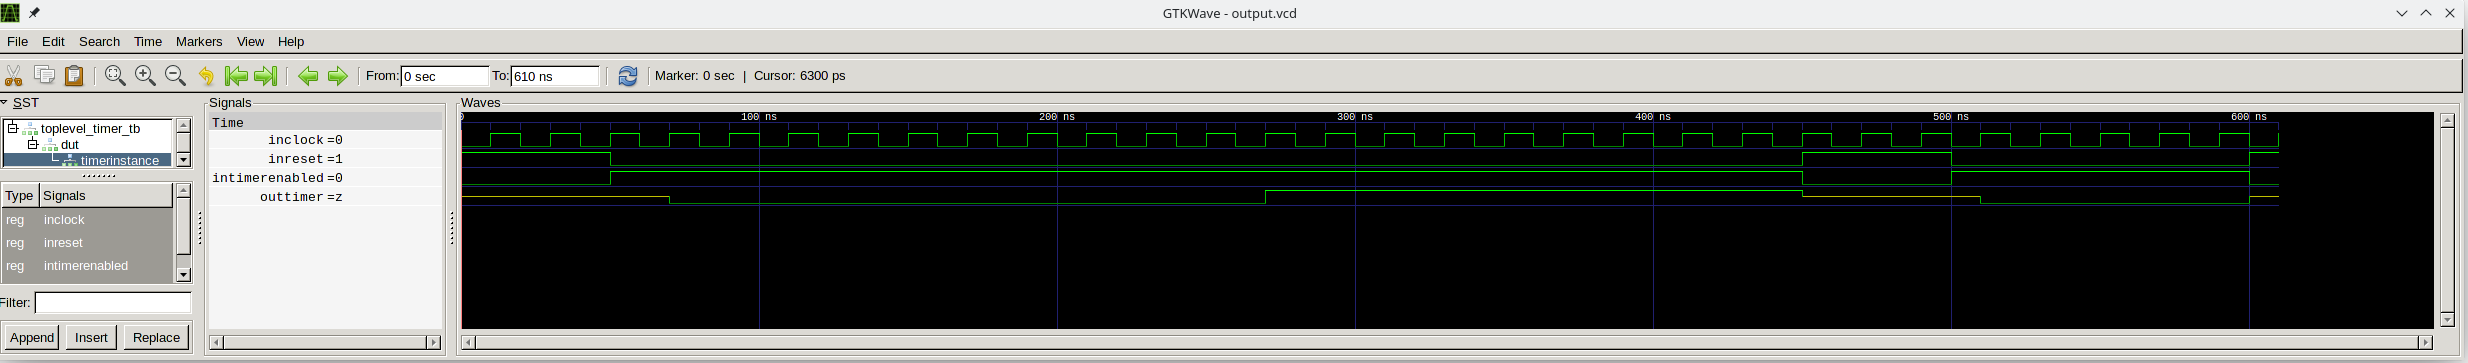 GTKWave - output.vcd
File Edit Search Time Markers View Help
From: 0 sec To: 610 ns Marker: 0 sec | Cursor: 6300 ps
SST
toplevel_timer_tb
dut
timerinstance
Type Signals
reg inclock
reg inreset
reg intimerenabled
Filter:
Append Insert Replace
Signals
Time
inclock=0
inreset=1
intimerenabled=0
outtimer=z
Waves
0 100 ns 200 ns 300 ns 400 ns 500 ns 600 ns